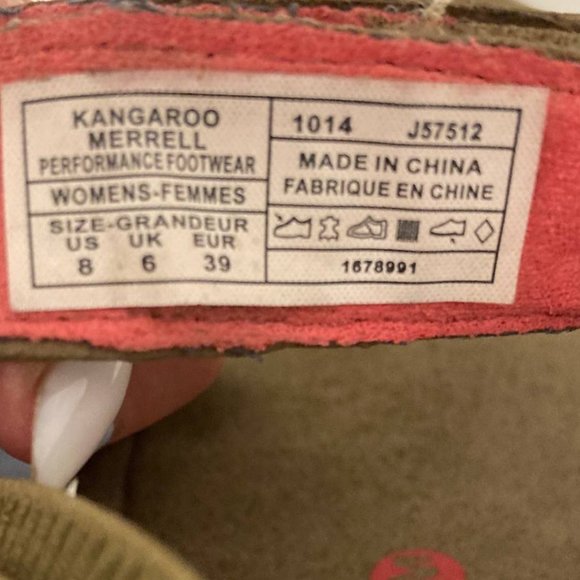 KANGAROO
MERRELL
PERFORMANCE FOOTWEAR
WOMENS-FEMMES
SIZE-GRANDEUR
US UK EUR
8 6 39
1014 J57512
MADE IN CHINA
FABRIQUE EN CHINE
1678991